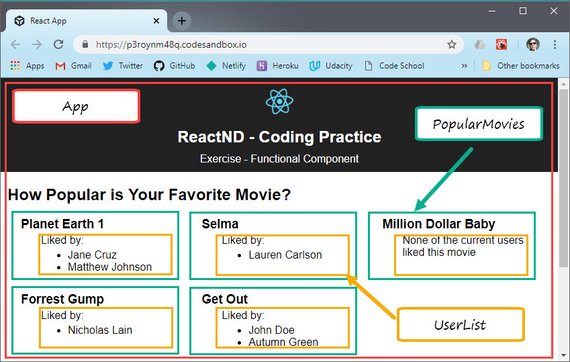 React App
https://p3roynm48q.codesandbox.io
Apps
Gmail
Twitter
GitHub
Netlify
Heroku
Udacity
Code School
»
Other bookmarks
App
PopularMovies
ReactND - Coding Practice
Exercise - Functional Component
How Popular is Your Favorite Movie?
Planet Earth 1
Liked by:
• Jane Cruz
• Matthew Johnson
Selma
Liked by:
• Lauren Carlson
Million Dollar Baby
None of the current users
liked this movie
Forrest Gump
Liked by:
• Nicholas Lain
Get Out
Liked by:
• John Doe
• Autumn Green
UserList